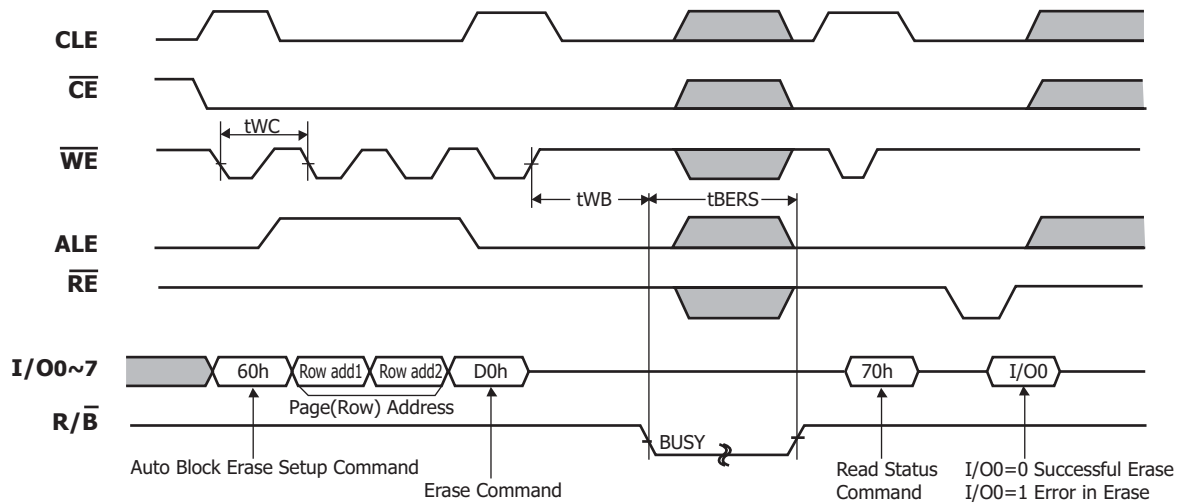 CLE
CE
tWC
WE
tWB
tBERS
ALE
RE
I/O0~7
60h
Row add1
Row add2
D0h
70h
I/O0
Page(Row) Address
R/B
BUSY
Auto Block Erase Setup Command
Erase Command
Read Status
Command
I/O0=0 Successful Erase
I/O0=1 Error in Erase